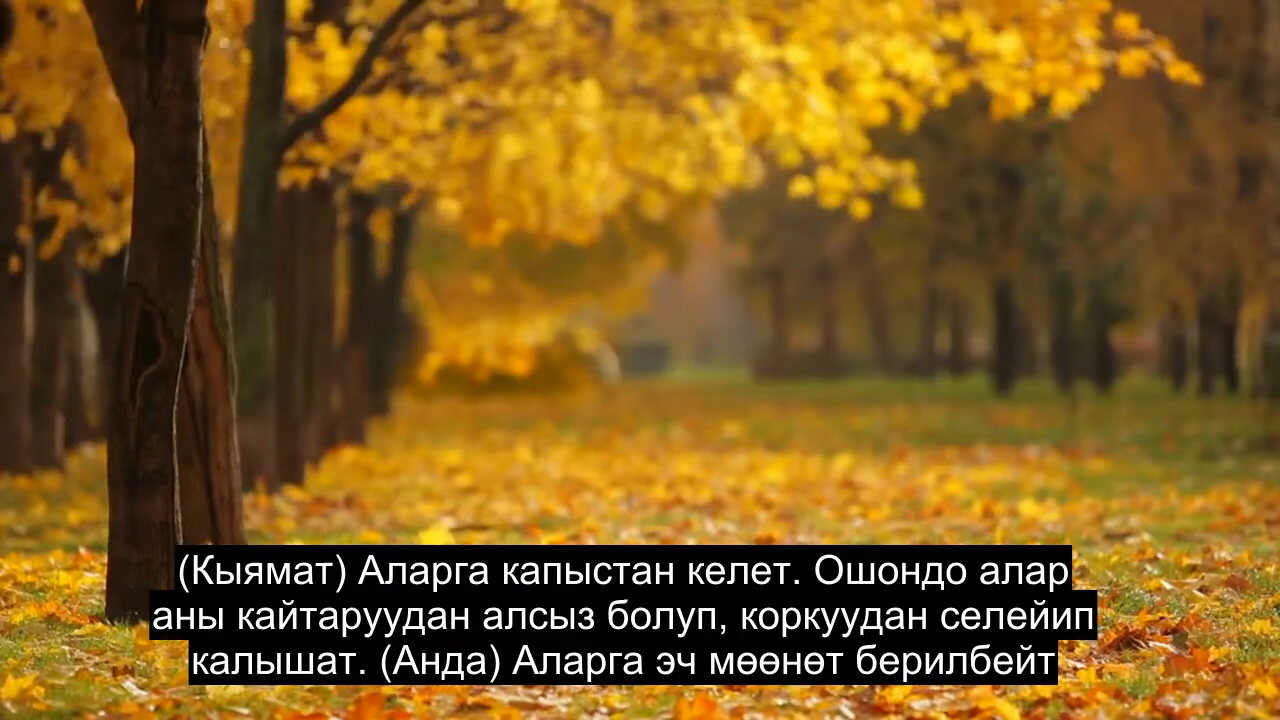 (Кыямат) Аларга капыстан келет. Ошондо алар
аны кайтаруудан алсыз болуп, коркуудан селейип
калышат. (Анда) Аларга эч мөөнөт берилбейт